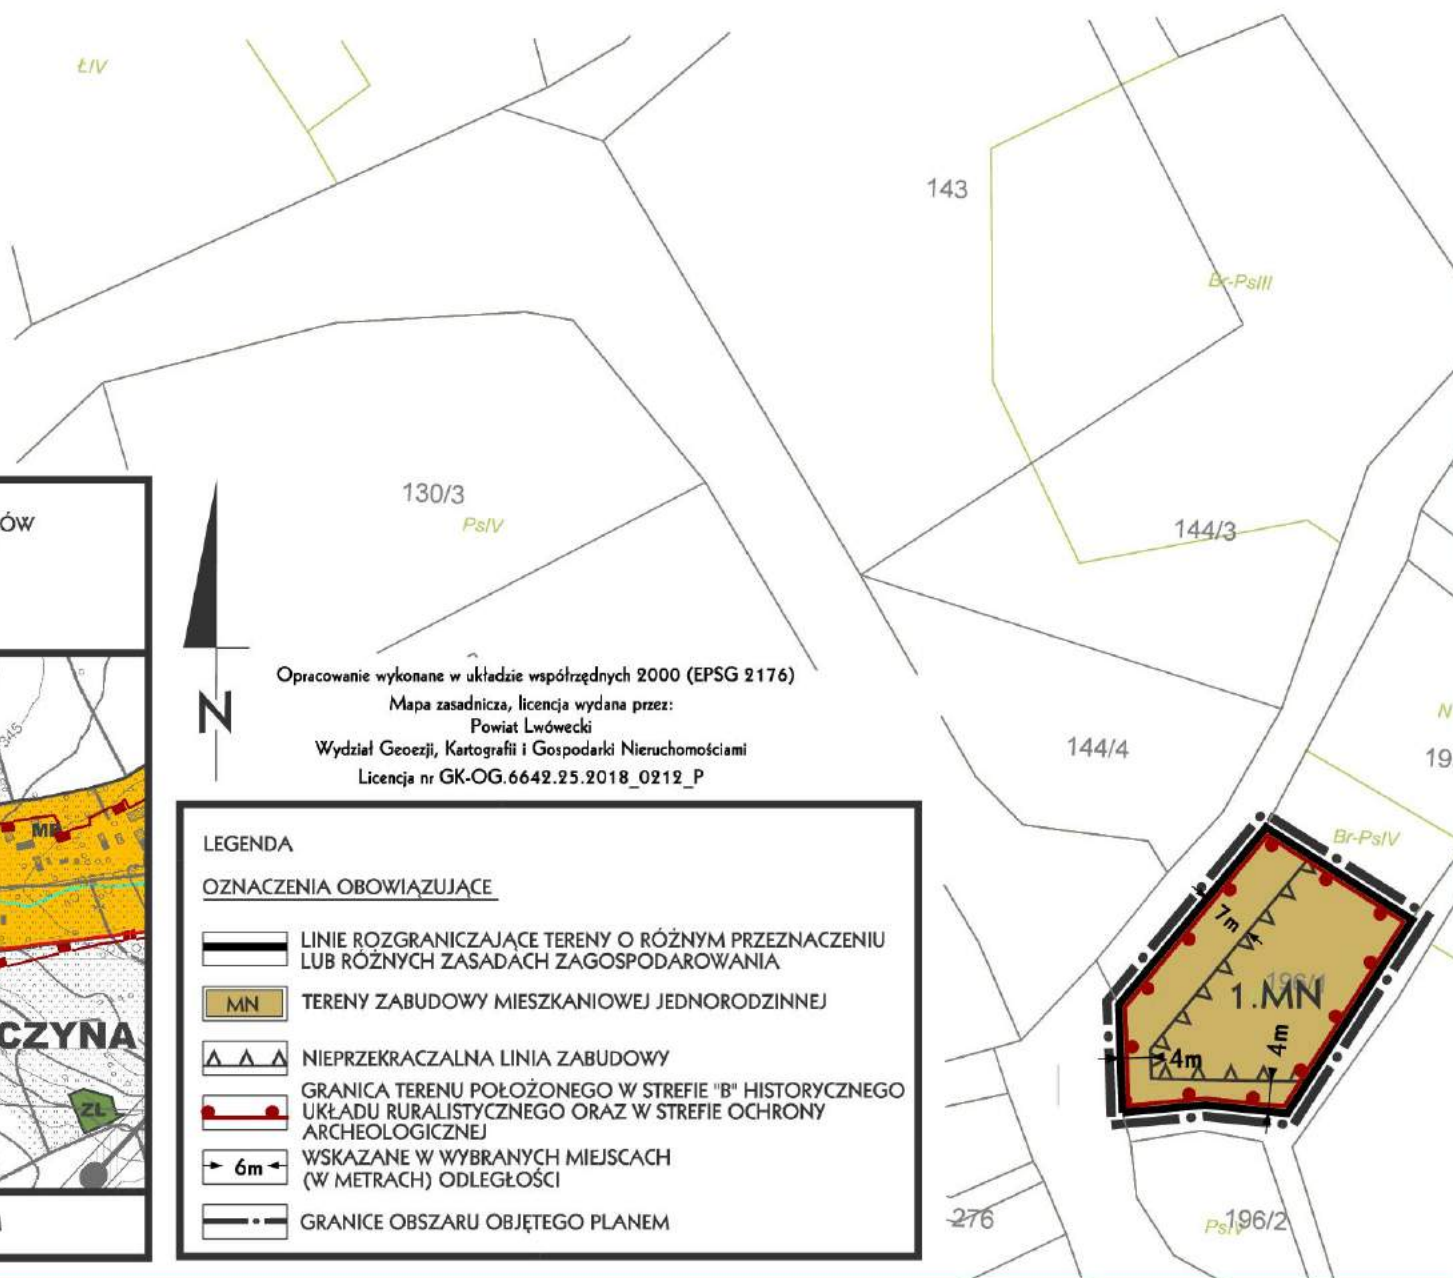 ŁIV
143
Br-PsIII
130/3
PsIV
144/3
ÓW
Opracowanie wykonane w układzie współrzędnych 2000 (EPSG 2176)
Mapa zasadnicza, licencja wydana przez:
Powiat Lwówecki
Wydział Geoezji, Kartografii i Gospodarki Nieruchomościami
Licencja nr GK-OG.6642.25.2018_0212_P
N
345
144/4
N
19
MR
CZYNA
ZL
LEGENDA
OZNACZENIA OBOWIĄZUJĄCE
LINIE ROZGRANICZAJĄCE TERENY O RÓŻNYM PRZEZNACZENIU
LUB RÓŻNYCH ZASADACH ZAGOSPODAROWANIA
MN TERENY ZABUDOWY MIESZKANIOWEJ JEDNORODZINNEJ
NIEPRZEKRACZALNA LINIA ZABUDOWY
GRANICA TERENU POŁOŻONEGO W STREFIE "B" HISTORYCZNEGO
UKŁADU RURALISTYCZNEGO ORAZ W STREFIE OCHRONY
ARCHEOLOGICZNEJ
6m WSKAZANE W WYBRANYCH MIEJSCACH
(W METRACH) ODLEGŁOŚCI
GRANICE OBSZARU OBJĘTEGO PLANEM
Br-PsIV
7m
196/1
1.MN
4m
4m
276
PsIV
196/2